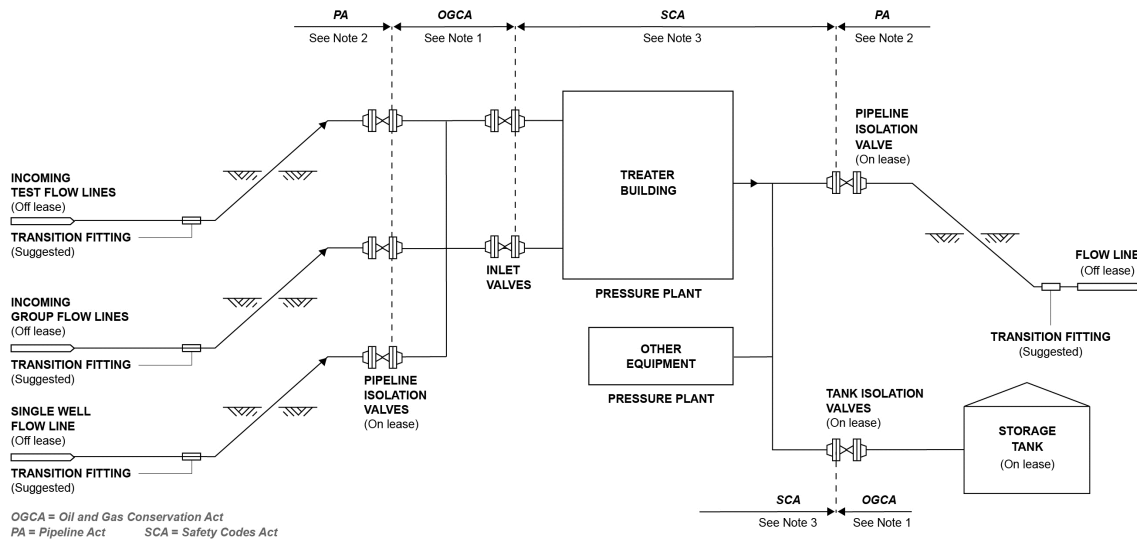 PA
See Note 2
OGCA
See Note 1
SCA
See Note 3
PA
See Note 2
INCOMING
TEST FLOW LINES
(Off lease)
TRANSITION FITTING
(Suggested)
INCOMING
GROUP FLOW LINES
(Off lease)
TRANSITION FITTING
(Suggested)
SINGLE WELL
FLOW LINE
(Off lease)
TRANSITION FITTING
(Suggested)
PIPELINE
ISOLATION
VALVES
(On lease)
INLET
VALVES
TREATER
BUILDING
PRESSURE PLANT
OTHER
EQUIPMENT
PRESSURE PLANT
PIPELINE
ISOLATION
VALVE
(On lease)
FLOW LINE
(Off lease)
TRANSITION FITTING
(Suggested)
TANK ISOLATION
VALVES
(On lease)
STORAGE
TANK
(On lease)
SCA
See Note 3
OGCA
See Note 1
OGCA = Oil and Gas Conservation Act
PA = Pipeline Act SCA = Safety Codes Act